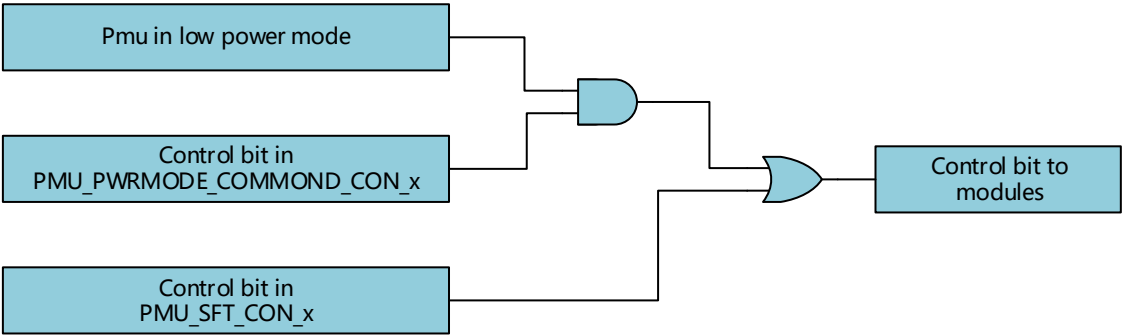 Pmu in low power mode
Control bit in
PMU_PWRMODE_COMMOND_CON_x
Control bit to
modules
Control bit in
PMU_SFT_CON_x